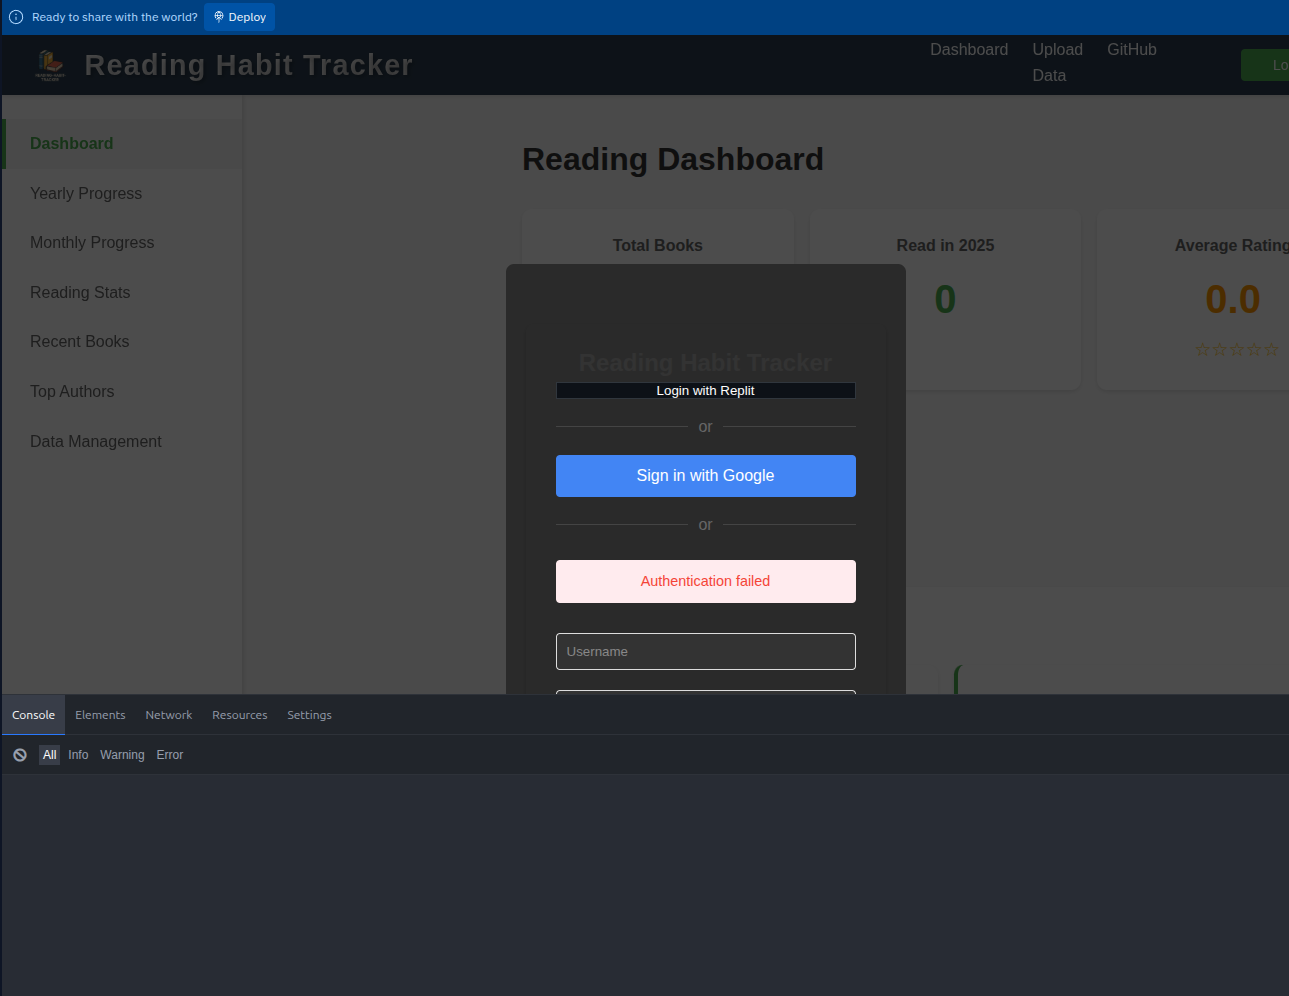 Ready to share with the world? Deploy
Reading Habit Tracker
Dashboard Upload Data GitHub
Lo
Dashboard
Yearly Progress
Monthly Progress
Reading Stats
Recent Books
Top Authors
Data Management
Reading Dashboard
Total Books
Read in 2025
0
Average Rating
0.0
☆☆☆☆☆
Reading Habit Tracker
Login with Replit
or
Sign in with Google
or
Authentication failed
Username
Console Elements Network Resources Settings
All Info Warning Error